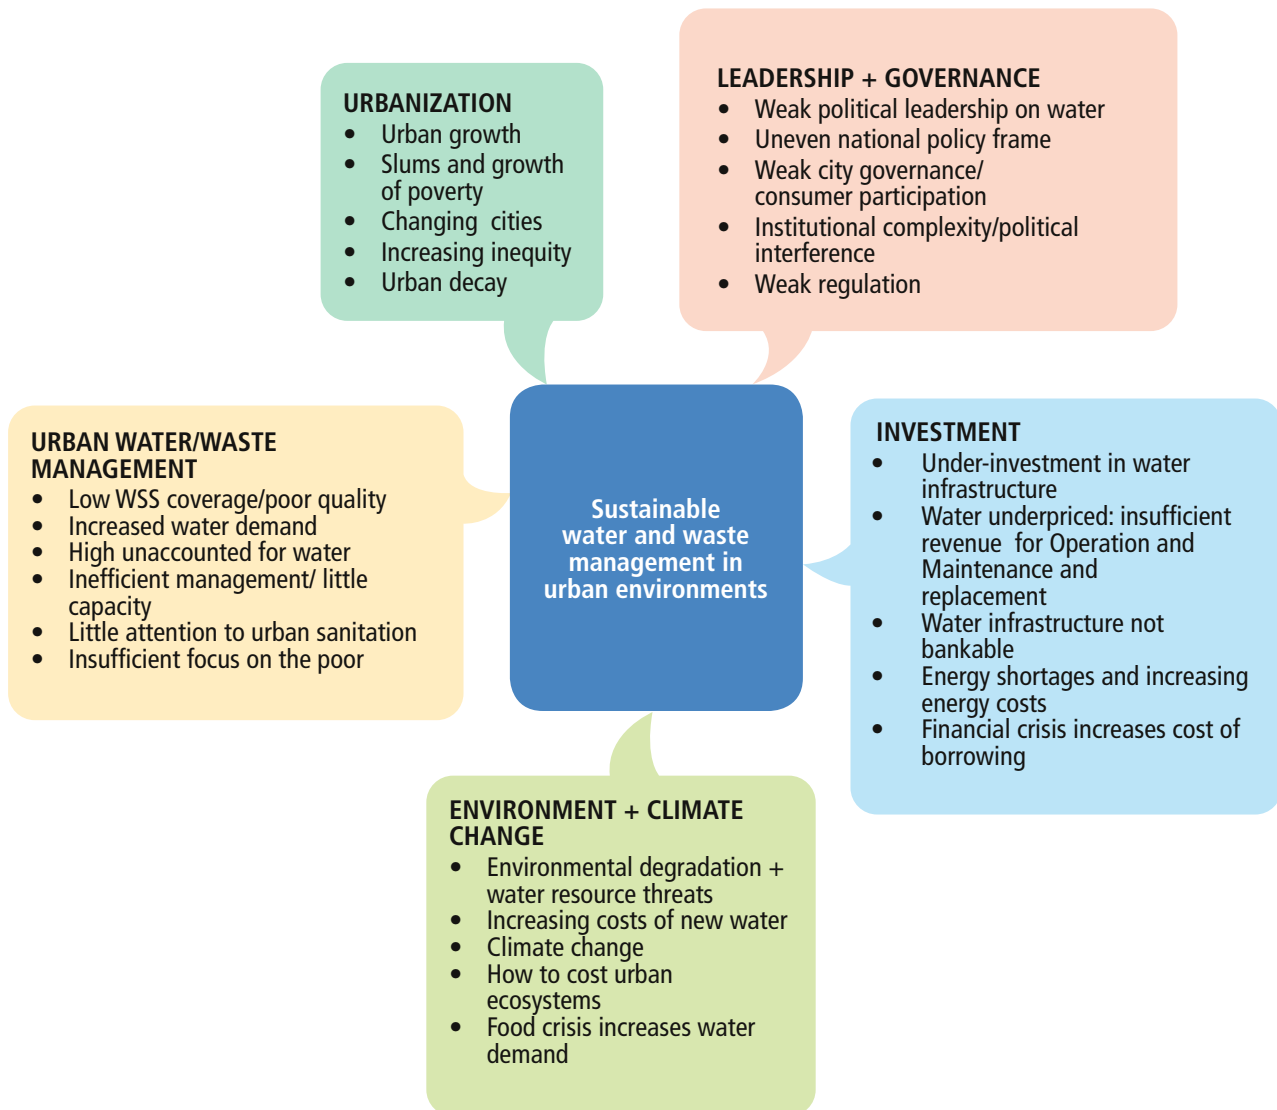 URBANIZATION
• Urban growth
• Slums and growth
of poverty
• Changing cities
• Increasing inequity
• Urban decay
LEADERSHIP + GOVERNANCE
• Weak political leadership on water
• Uneven national policy frame
• Weak city governance/
consumer participation
• Institutional complexity/political
interference
• Weak regulation
URBAN WATER/WASTE
MANAGEMENT
• Low WSS coverage/poor quality
• Increased water demand
• High unaccounted for water
• Inefficient management/ little
capacity
• Little attention to urban sanitation
• Insufficient focus on the poor
Sustainable
water and waste
management in
urban environments
INVESTMENT
• Under-investment in water
infrastructure
• Water underpriced: insufficient
revenue for Operation and
Maintenance and
replacement
• Water infrastructure not
bankable
• Energy shortages and increasing
energy costs
• Financial crisis increases cost of
borrowing
ENVIRONMENT + CLIMATE
CHANGE
• Environmental degradation +
water resource threats
• Increasing costs of new water
• Climate change
• How to cost urban
ecosystems
• Food crisis increases water
demand